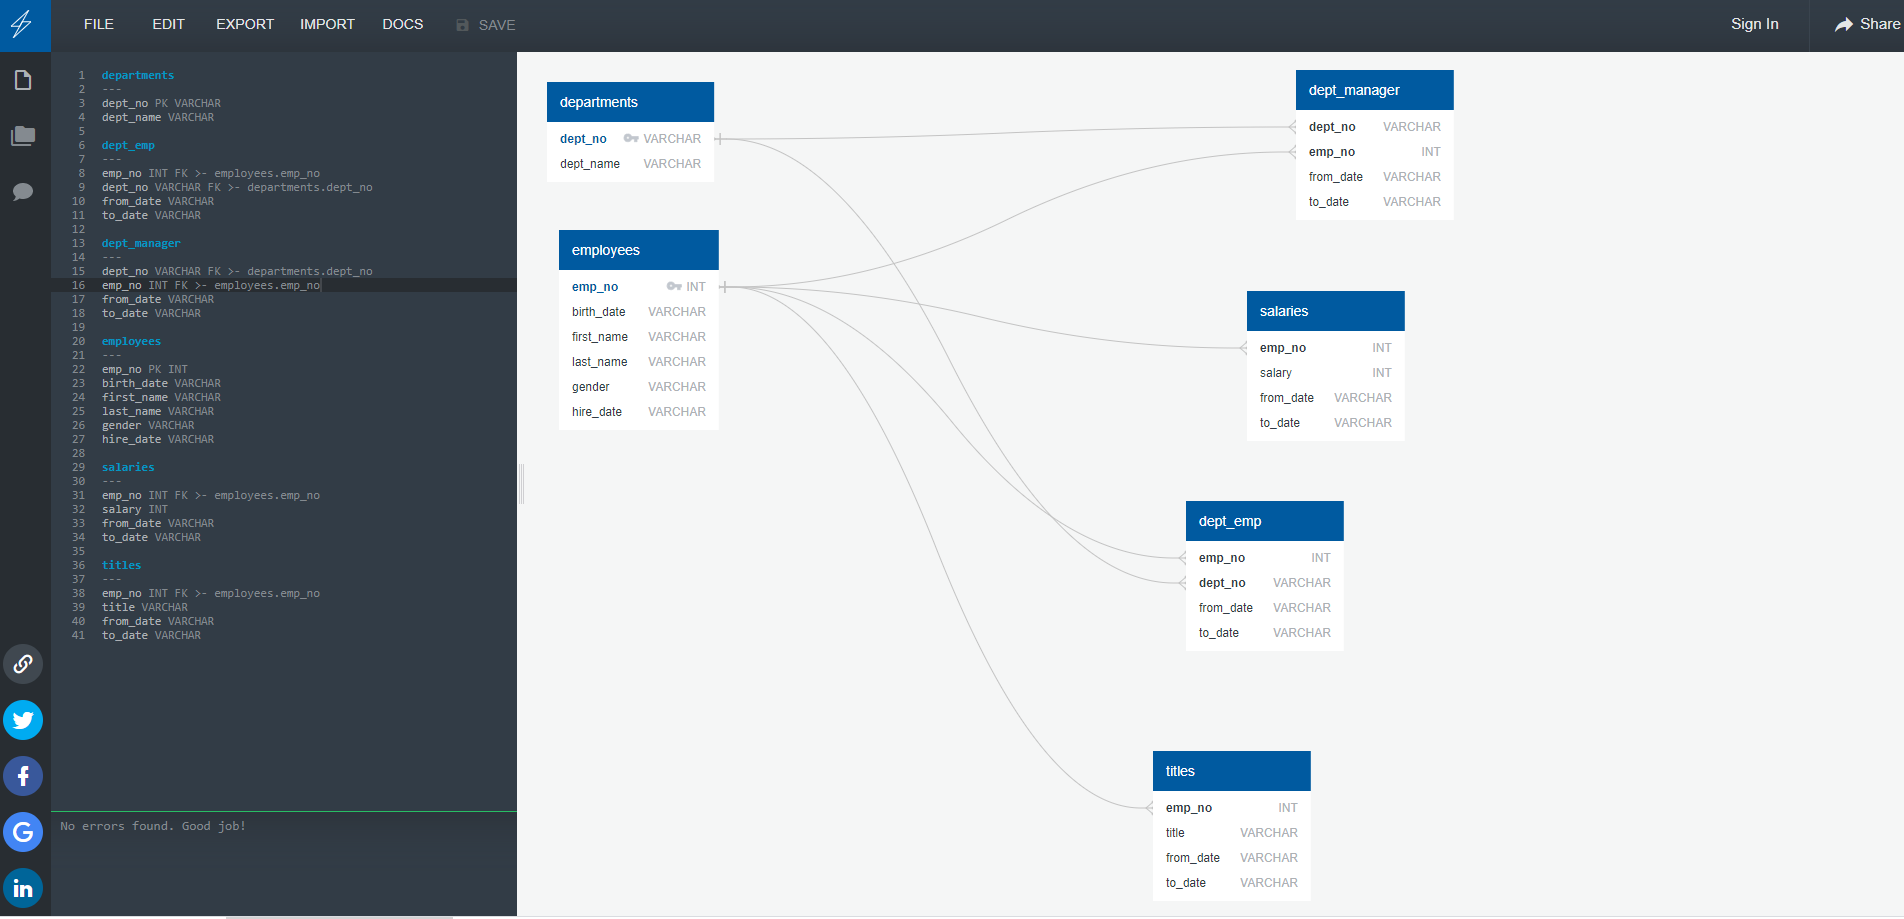 FILE EDIT EXPORT IMPORT DOCS SAVE Sign In Share
1 departments
2 ---
3 dept_no PK VARCHAR
4 dept_name VARCHAR
5
6 dept_emp
7 ---
8 emp_no INT FK >- employees.emp_no
9 dept_no VARCHAR FK >- departments.dept_no
10 from_date VARCHAR
11 to_date VARCHAR
12
13 dept_manager
14 ---
15 dept_no VARCHAR FK >- departments.dept_no
16 emp_no INT FK >- employees.emp_no
17 from_date VARCHAR
18 to_date VARCHAR
19
20 employees
21 ---
22 emp_no PK INT
23 birth_date VARCHAR
24 first_name VARCHAR
25 last_name VARCHAR
26 gender VARCHAR
27 hire_date VARCHAR
28
29 salaries
30 ---
31 emp_no INT FK >- employees.emp_no
32 salary INT
33 from_date VARCHAR
34 to_date VARCHAR
35
36 titles
37 ---
38 emp_no INT FK >- employees.emp_no
39 title VARCHAR
40 from_date VARCHAR
41 to_date VARCHAR
No errors found. Good job!
departments
dept_no VARCHAR
dept_name VARCHAR
employees
emp_no INT
birth_date VARCHAR
first_name VARCHAR
last_name VARCHAR
gender VARCHAR
hire_date VARCHAR
dept_manager
dept_no VARCHAR
emp_no INT
from_date VARCHAR
to_date VARCHAR
salaries
emp_no INT
salary INT
from_date VARCHAR
to_date VARCHAR
dept_emp
emp_no INT
dept_no VARCHAR
from_date VARCHAR
to_date VARCHAR
titles
emp_no INT
title VARCHAR
from_date VARCHAR
to_date VARCHAR